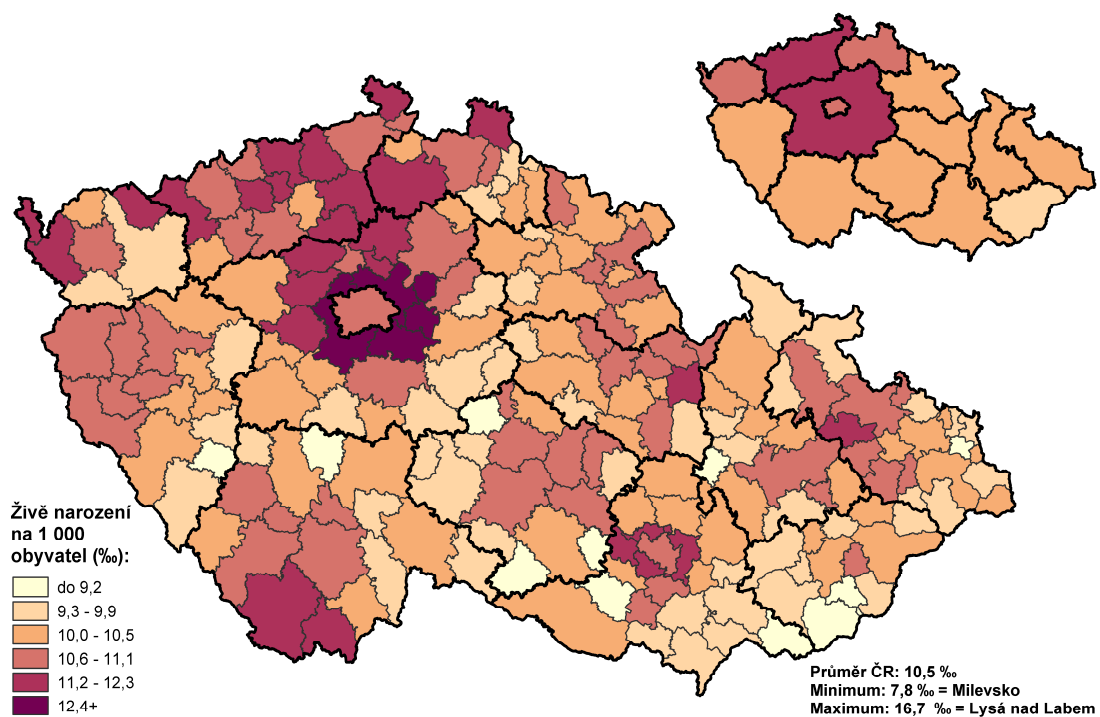 Živě narození
na 1 000
obyvatel (‰):
do 9,2
9,3 - 9,9
10,0 - 10,5
10,6 - 11,1
11,2 - 12,3
12,4+
Průměr ČR: 10,5 ‰
Minimum: 7,8 ‰ = Milevsko
Maximum: 16,7 ‰ = Lysá nad Labem